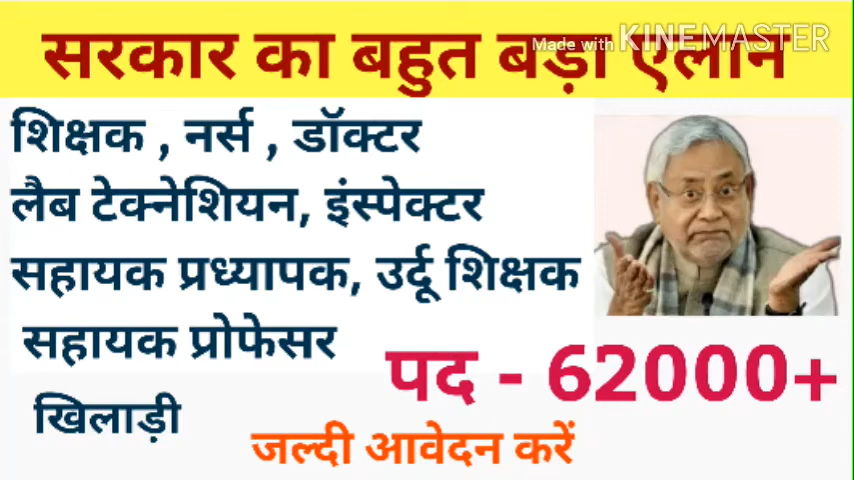 सरकार का बहुत बड़ा एलान
Made with KINEMASTER
शिक्षक , नर्स , डॉक्टर
लैब टेक्नेशियन, इंस्पेक्टर
सहायक प्रध्यापक, उर्दू शिक्षक
सहायक प्रोफेसर
पद - 62000+
खिलाड़ी
जल्दी आवेदन करें